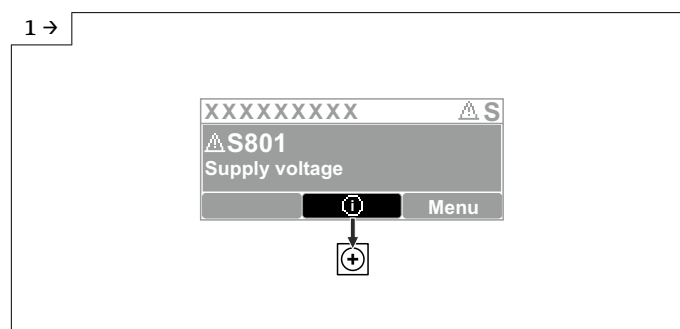 1 →
XXXXXXXXX ⚠ S
⚠ S801
Supply voltage
ⓘ Menu
+